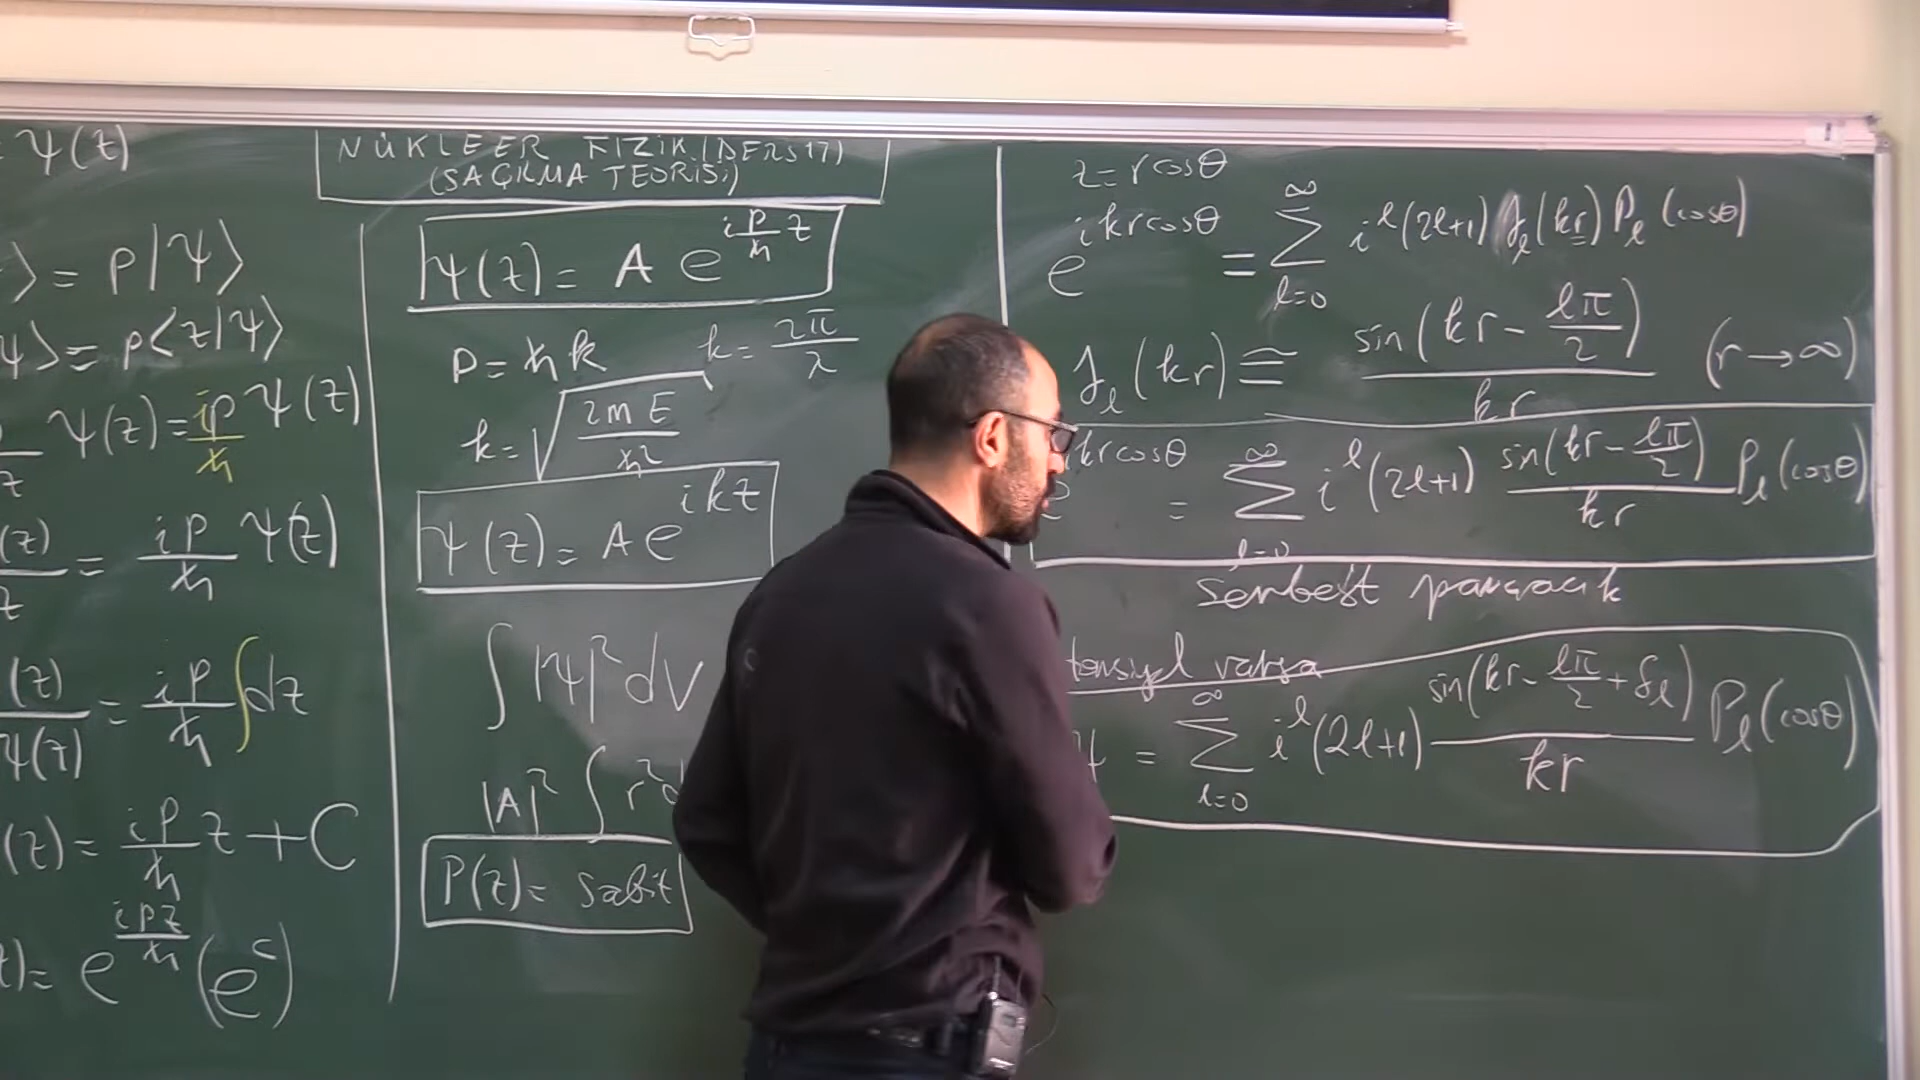 ψ(z)
⟩ = p|ψ⟩
ψ⟩ = p⟨z|ψ⟩
ψ(z) = ip/ħ ψ(z)
(z)/z = ip/ħ ψ(z)
(z)/ψ(z) = ip/ħ ∫dz
(z) = ip/ħ z + C
) = e^(ipz/ħ) (e^c)
NÜKLEER FİZİK (DERS 17)
(SAÇILMA TEORİSİ)
ψ(z) = A e^(i p/ħ z)
p = ħk k = 2π/λ
k = √(2mE/ħ²)
ψ(z) = A e^(ikz)
∫|ψ|² dV
|A|² ∫ r² d
P(z) = sabit
z = r cosθ
e^(ikr cosθ) = Σ_(l=0)^∞ i^l (2l+1) j_l(kr) P_l(cosθ)
j_l(kr) ≅ sin(kr - lπ/2)/kr (r → ∞)
ikr cosθ = Σ_(l=0)^∞ i^l (2l+1) sin(kr - lπ/2)/kr P_l(cosθ)
serbest parçacık
tansiyel varsa
ψ = Σ_(l=0)^∞ i^l (2l+1) sin(kr - lπ/2 + δ_l)/kr P_l(cosθ)